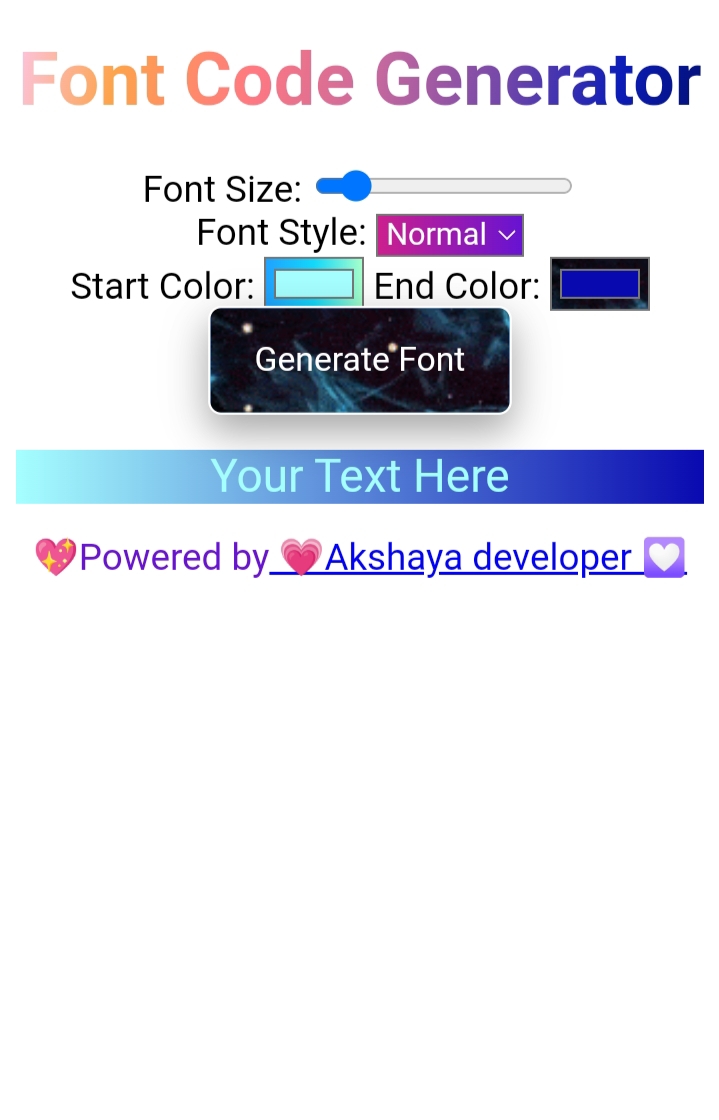 Font Code Generator
Font Size:
Font Style: Normal
Start Color: End Color:
Generate Font
Your Text Here
💖Powered by 💗Akshaya developer 💟